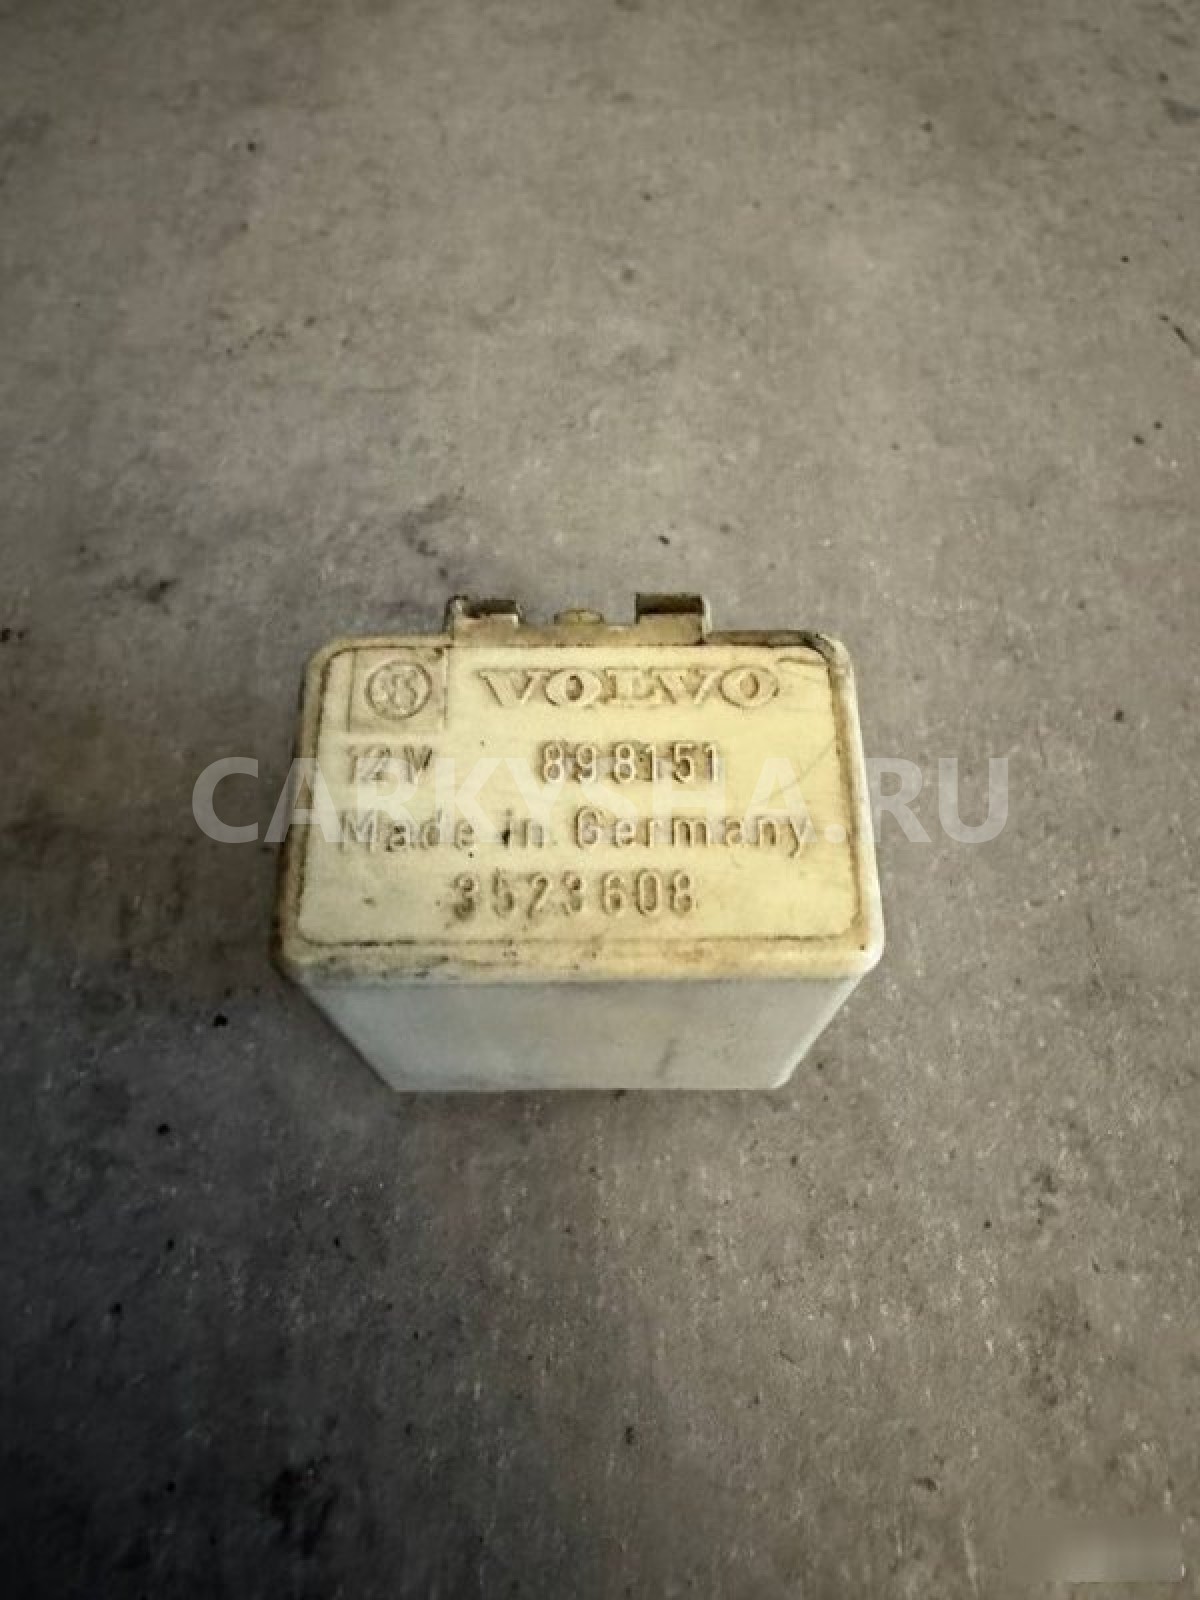 VOLVO
12V 898151
CARKYSHA.RU
Made in Germany
3523608